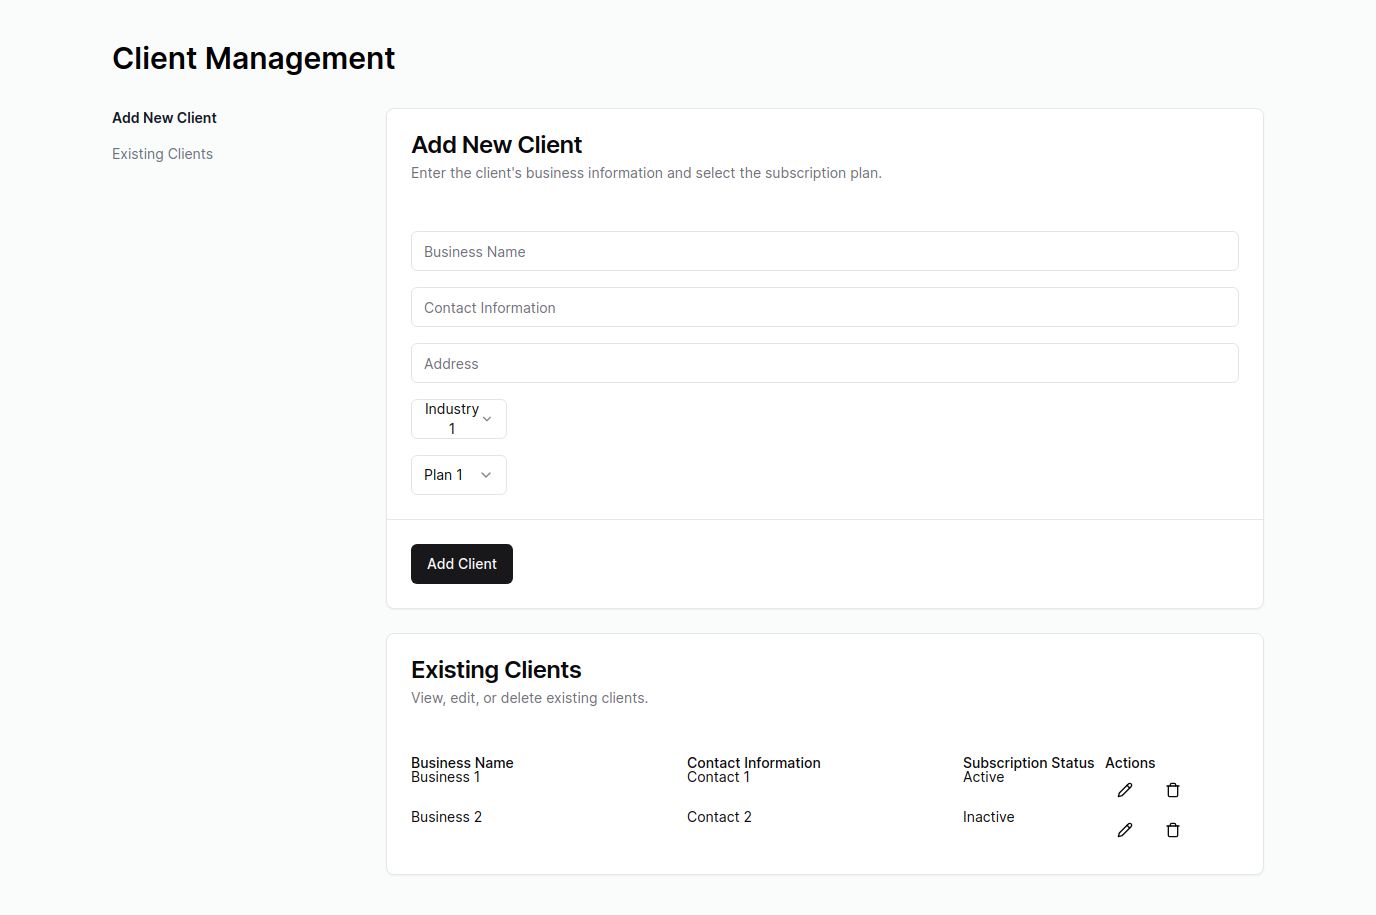 Client Management
Add New Client
Existing Clients
Add New Client
Enter the client's business information and select the subscription plan.
Business Name
Contact Information
Address
Industry
1
Plan 1
Add Client
Existing Clients
View, edit, or delete existing clients.
Business Name Contact Information Subscription Status Actions
Business 1 Contact 1 Active
Business 2 Contact 2 Inactive